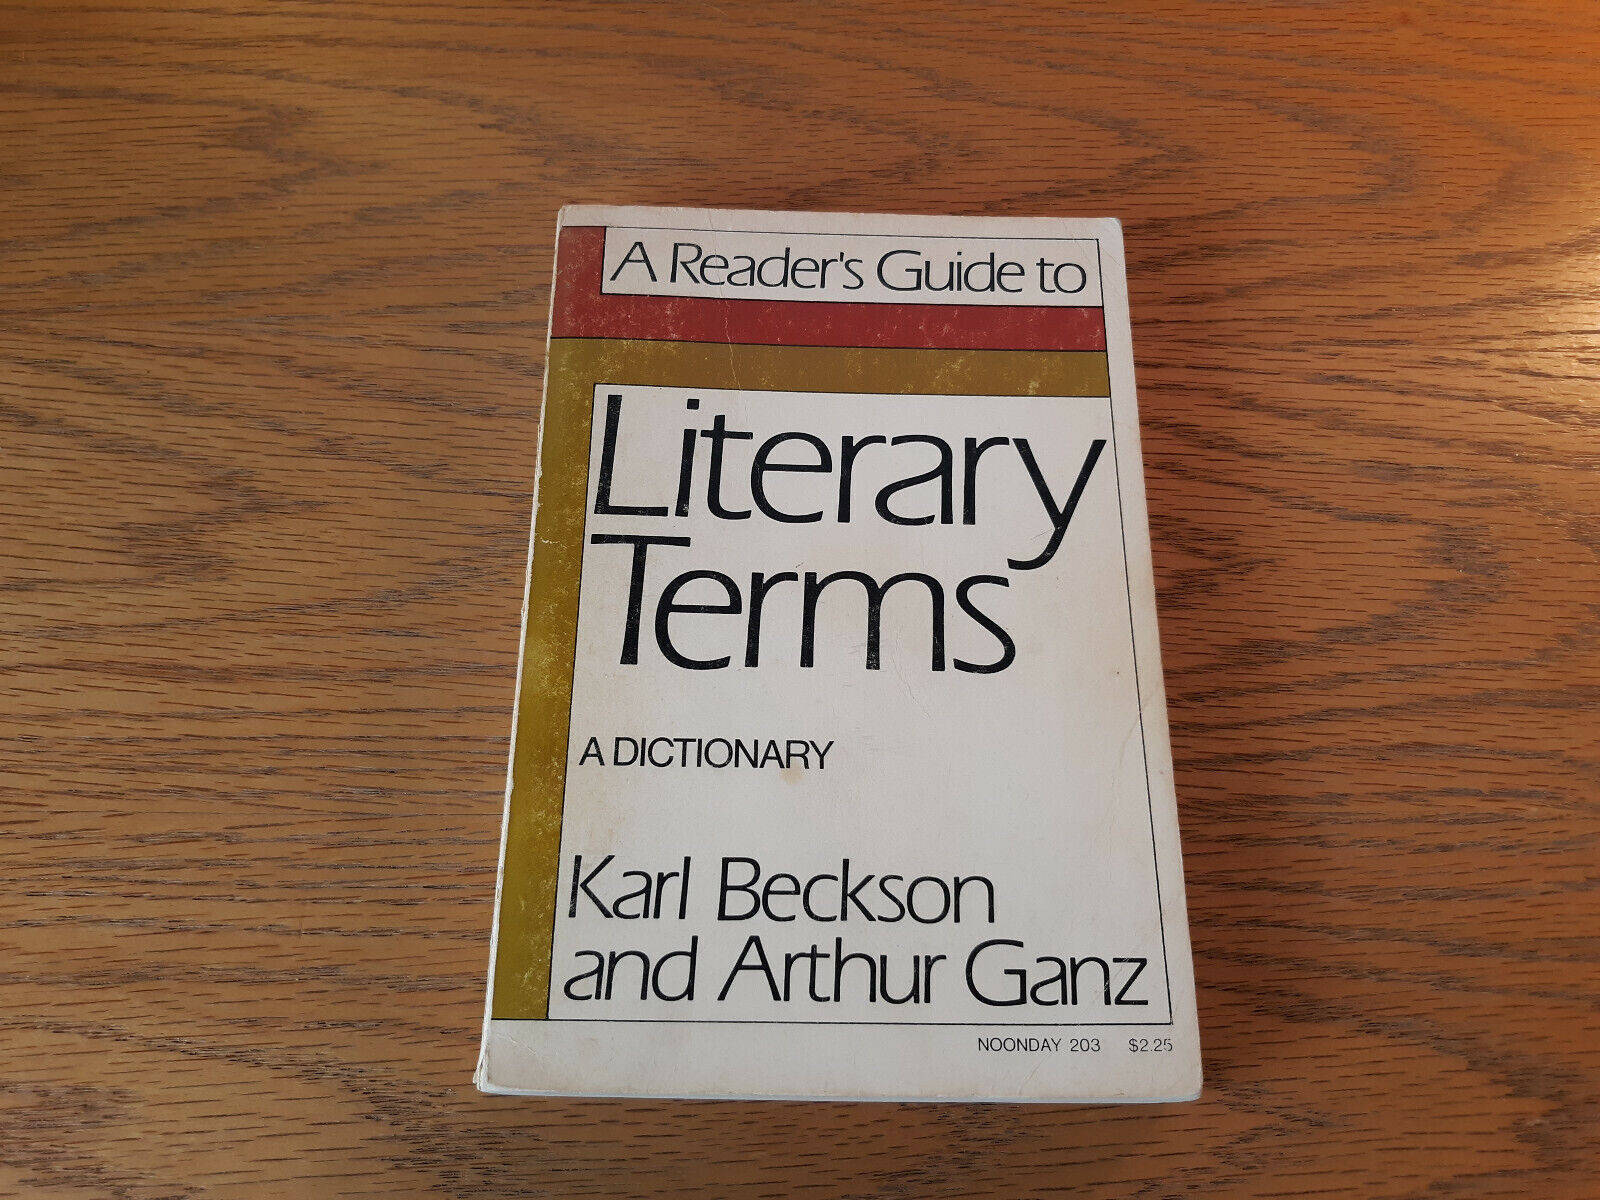 A Reader's Guide to
Literary
Terms
A DICTIONARY
Karl Beckson
and Arthur Ganz
NOONDAY 203 $2.25